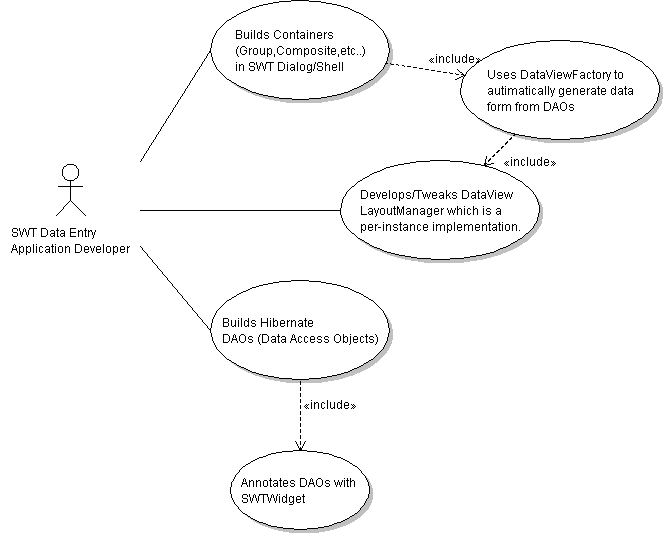 Builds Containers
(Group,Composite,etc..)
in SWT Dialog/Shell
«include»
Uses DataViewFactory to
autimatically generate data
form from DAOs
«include»
Develops/Tweaks DataView
LayoutManager which is a
per-instance implementation.
SWT Data Entry
Application Developer
Builds Hibernate
DAOs (Data Access Objects)
«include»
Annotates DAOs with
SWTWidget